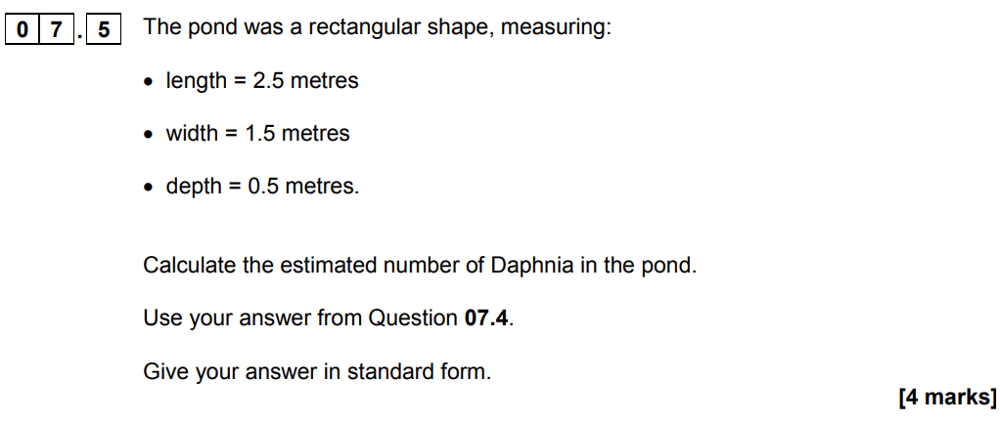 07.5 The pond was a rectangular shape, measuring:
• length = 2.5 metres
• width = 1.5 metres
• depth = 0.5 metres.
Calculate the estimated number of Daphnia in the pond.
Use your answer from Question 07.4.
Give your answer in standard form.
[4 marks]